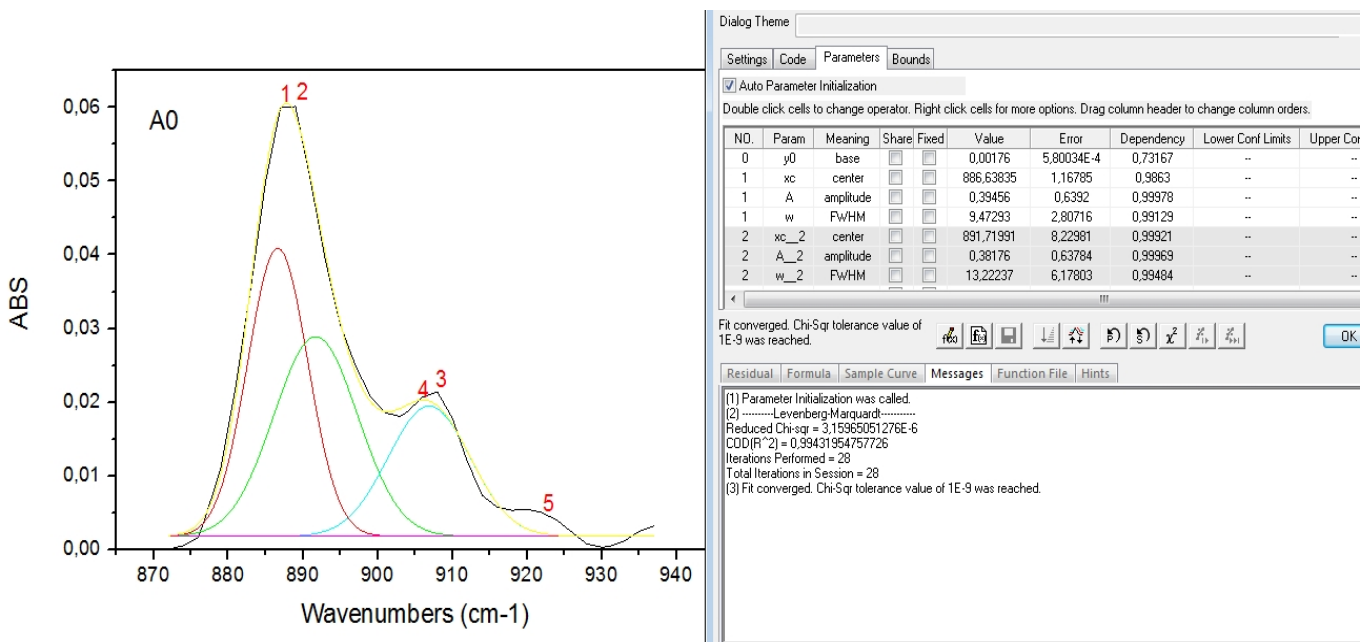 A0
1 2
4 3
5
0,06
0,05
0,04
0,03
0,02
0,01
0,00
ABS
870 880 890 900 910 920 930 940
Wavenumbers (cm-1)
Dialog Theme
Settings Code Parameters Bounds
Auto Parameter Initialization
Double click cells to change operator. Right click cells for more options. Drag column header to change column orders.
NO. Param Meaning Share Fixed Value Error Dependency Lower Conf Limits Upper Con
0 y0 base 0,00176 5,80034E-4 0,73167 -- --
1 xc center 886,63835 1,16785 0,9863 -- --
1 A amplitude 0,39456 0,6392 0,99978 -- --
1 w FWHM 9,47293 2,80716 0,99129 -- --
2 xc__2 center 891,71991 8,22981 0,99921 -- --
2 A__2 amplitude 0,38176 0,63784 0,99969 -- --
2 w__2 FWHM 13,22237 6,17803 0,99484 -- --
Fit converged. Chi-Sqr tolerance value of
1E-9 was reached.
OK
Residual Formula Sample Curve Messages Function File Hints
(1) Parameter Initialization was called.
(2) ---------Levenberg-Marquardt----------
Reduced Chi-sqr = 3,15965051276E-6
COD(R^2) = 0,99431954757726
Iterations Performed = 28
Total Iterations in Session = 28
(3) Fit converged. Chi-Sqr tolerance value of 1E-9 was reached.